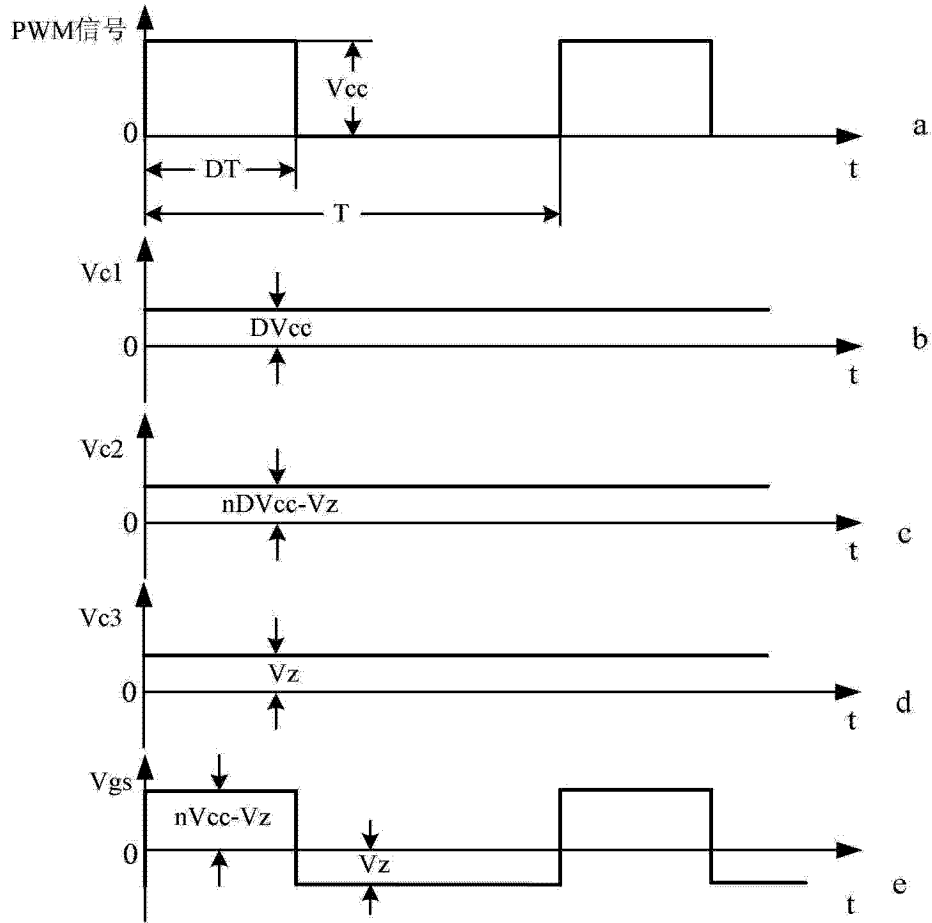 PWM信号
Vcc
0
a
DT
t
T
Vc1
DVcc
0
b
t
Vc2
nDVcc-Vz
0
t
c
Vc3
Vz
0
t
d
Vgs
nVcc-Vz
0
Vz
t
e